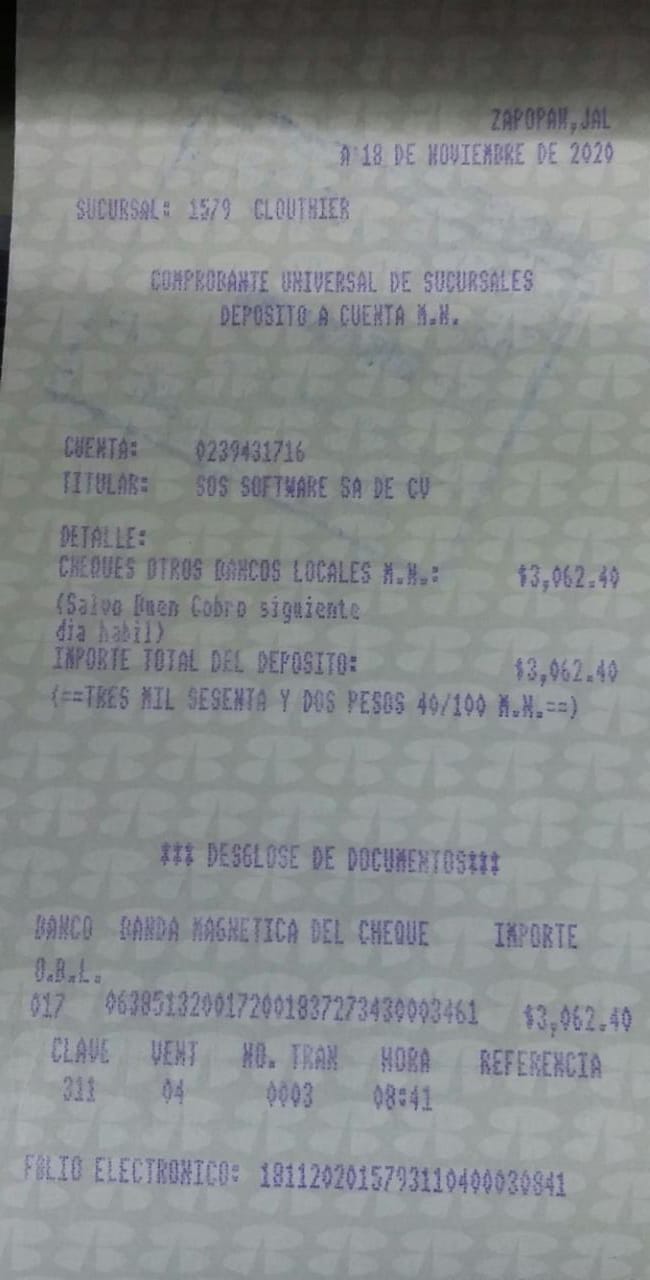 ZAPOPAN,JAL
A 18 DE NOVIEMBRE DE 2020
SUCURSAL: 1579 CLOUTHIER
COMPROBANTE UNIVERSAL DE SUCURSALES
DEPOSITO A CUENTA M.N.
CUENTA: 0239431716
TITULAR: SOS SOFTWARE SA DE CV
DETALLE:
CHEQUES OTROS BANCOS LOCALES M.N.: $3,062.40
(Salvo Buen Cobro siguiente
dia habil)
IMPORTE TOTAL DEL DEPOSITO: $3,062.40
(==TRES MIL SESENTA Y DOS PESOS 40/100 M.N.==)
*** DESGLOSE DE DOCUMENTOS***
BANCO BANDA MAGNETICA DEL CHEQUE IMPORTE
O.B.L.
017 0638513200172001837273430003461 $3,062.40
CLAVE VENT NO. TRAN HORA REFERENCIA
311 04 0003 08:41
FOLIO ELECTRONICO: 1811202015793110400030841